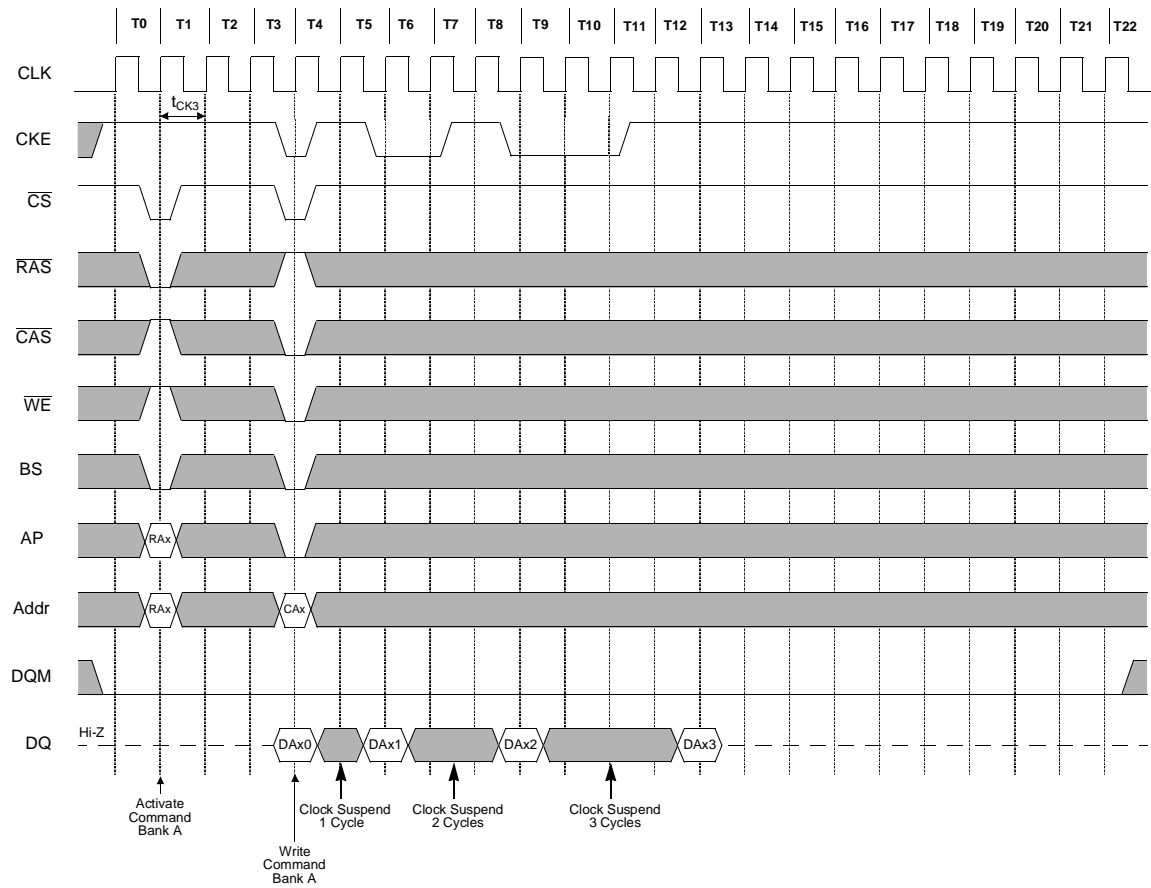 T0 T1 T2 T3 T4 T5 T6 T7 T8 T9 T10 T11 T12 T13 T14 T15 T16 T17 T18 T19 T20 T21 T22
CLK
tCK3
CKE
CS
RAS
CAS
WE
BS
AP
RAx
Addr
RAx CAx
DQM
DQ
Hi-Z
DAx0 DAx1 DAx2 DAx3
Activate
Command
Bank A
Write
Command
Bank A
Clock Suspend
1 Cycle
Clock Suspend
2 Cycles
Clock Suspend
3 Cycles